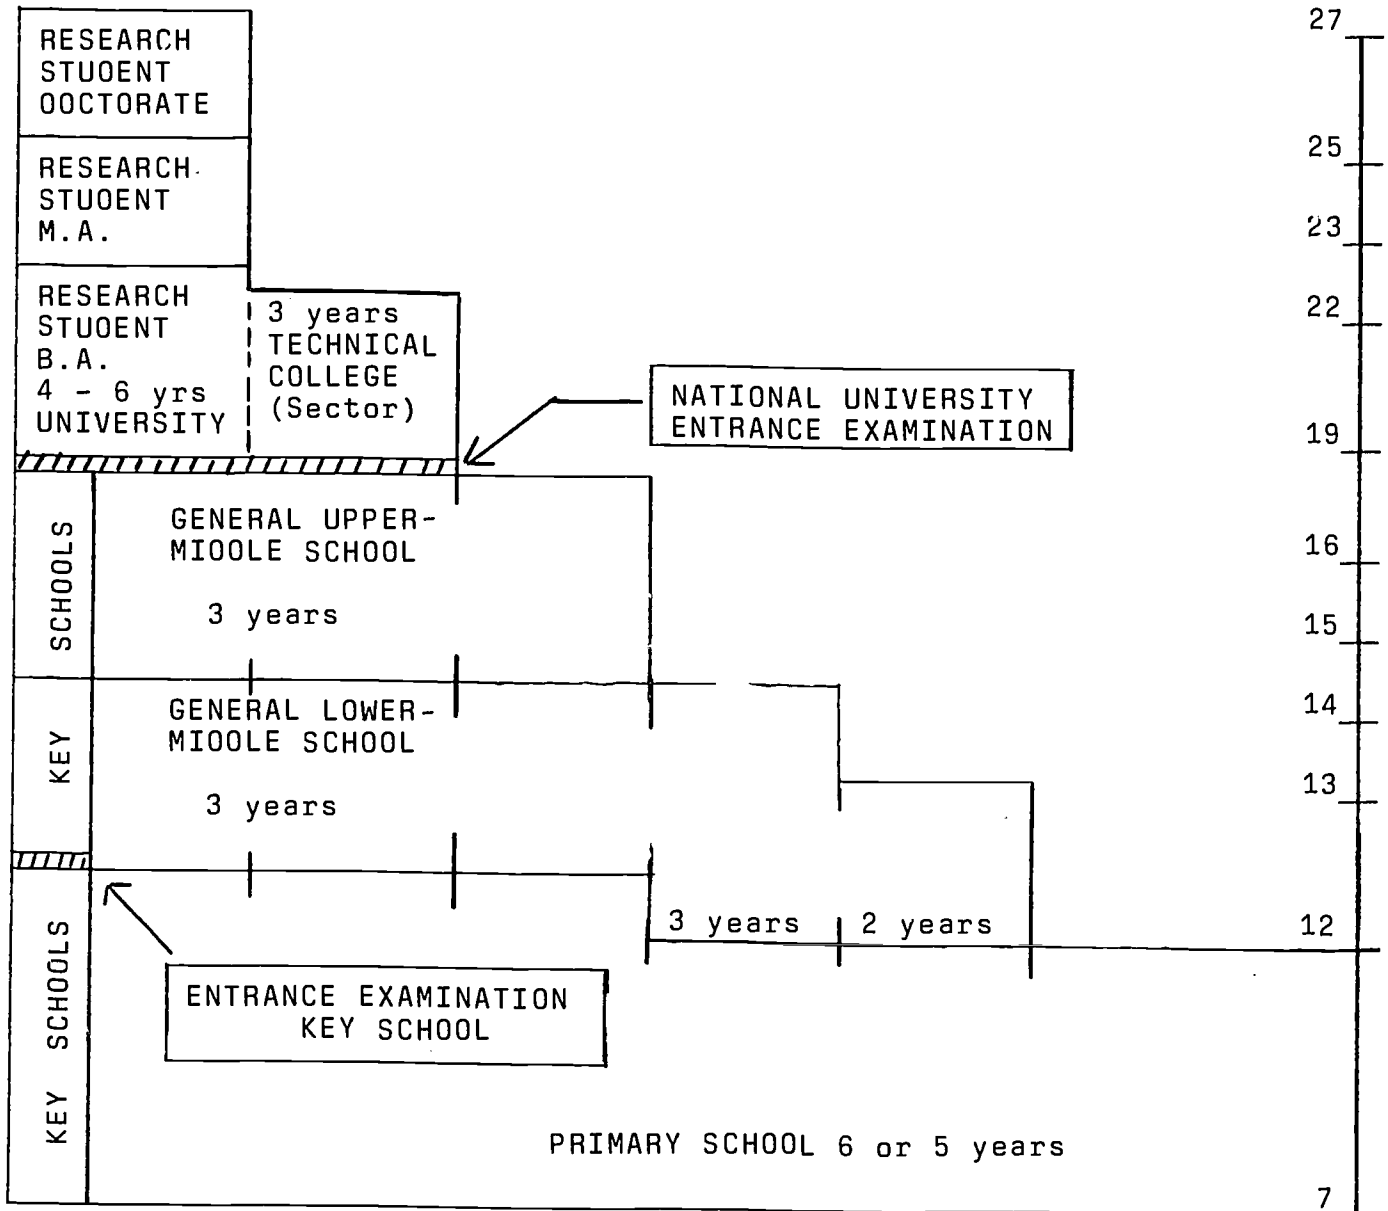 RESEARCH
STUOENT
OOCTORATE
RESEARCH
STUOENT
M.A.
RESEARCH
STUOENT
B.A.
4 - 6 yrs
UNIVERSITY
3 years
TECHNICAL
COLLEGE
(Sector)
NATIONAL UNIVERSITY
ENTRANCE EXAMINATION
SCHOOLS
GENERAL UPPER-
MIOOLE SCHOOL
3 years
KEY
GENERAL LOWER-
MIOOLE SCHOOL
3 years
3 years
2 years
KEY SCHOOLS
ENTRANCE EXAMINATION
KEY SCHOOL
PRIMARY SCHOOL 6 or 5 years
27
25
23
22
19
16
15
14
13
12
7